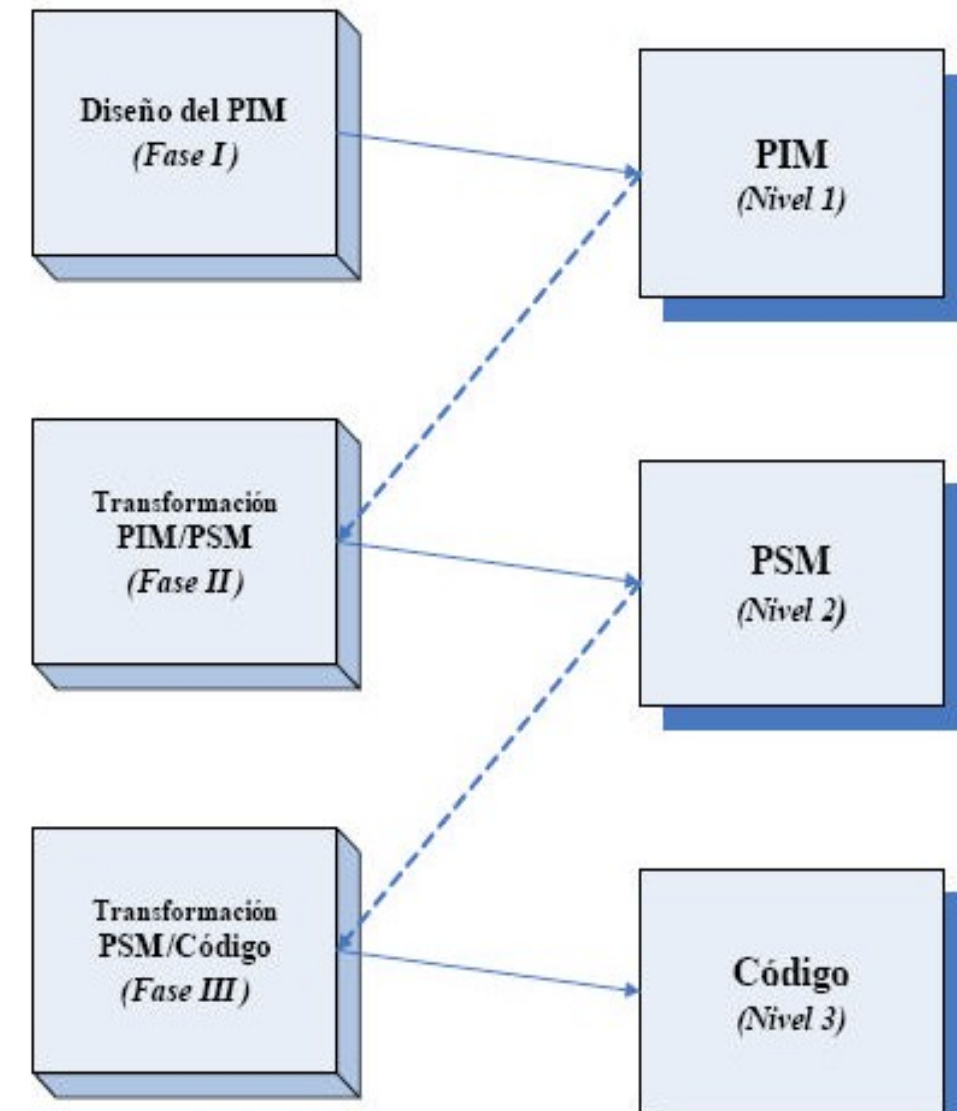 Diseño del PIM
(Fase I)
PIM
(Nivel 1)
Transformación
PIM/PSM
(Fase II)
PSM
(Nivel 2)
Transformación
PSM/Código
(Fase III)
Código
(Nivel 3)